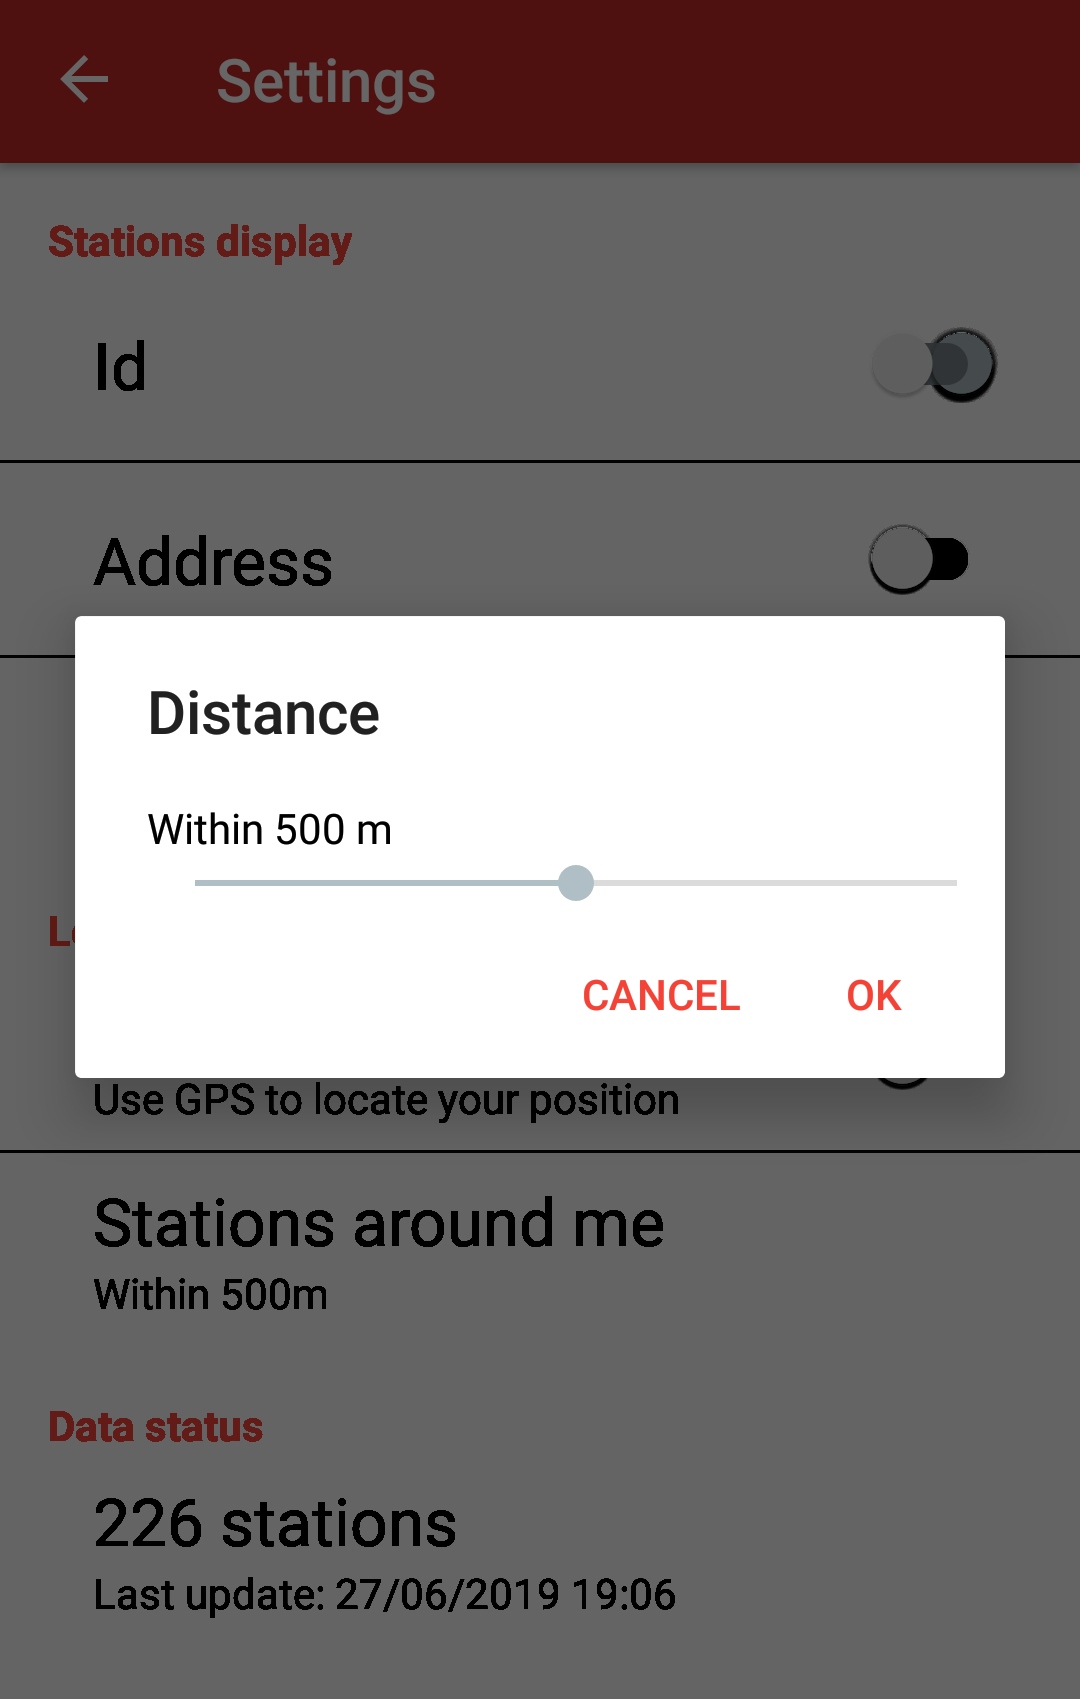 Settings
Stations display
Id
Address
Distance
Within 500 m
CANCEL OK
Use GPS to locate your position
Stations around me
Within 500m
Data status
226 stations
Last update: 27/06/2019 19:06